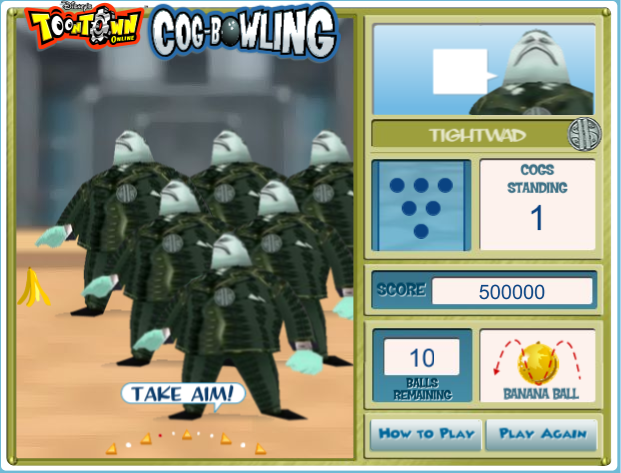 Disney's
TOONTOWN
ONLINE
COG-BOWLING
TIGHTWAD
COGS
STANDING
1
SCORE 500000
10
BALLS
REMAINING
BANANA BALL
TAKE AIM!
HOW TO PLAY PLAY AGAIN